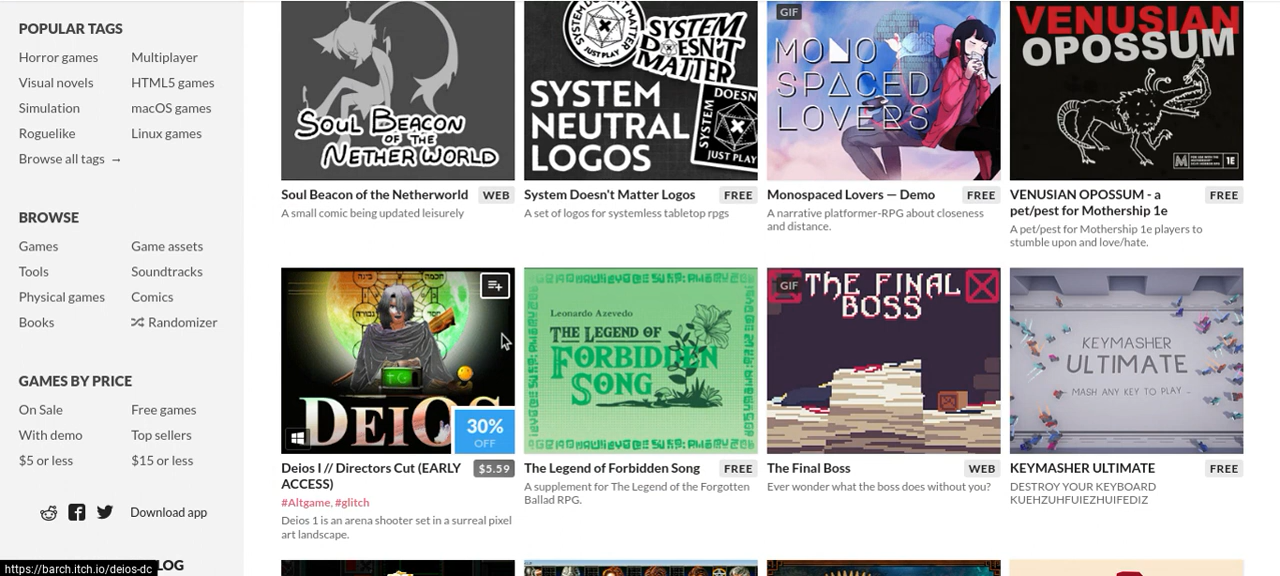 POPULAR TAGS
Horror games
Multiplayer
Visual novels
HTML5 games
Simulation
macOS games
Roguelike
Linux games
Browse all tags →
BROWSE
Games
Game assets
Tools
Soundtracks
Physical games
Comics
Books
Randomizer
GAMES BY PRICE
On Sale
Free games
With demo
Top sellers
$5 or less
$15 or less
Download app
LOG
https://barch.itch.io/deios-dc
SOUL BEACON
OF THE
NETHERWORLD
Soul Beacon of the Netherworld
WEB
A small comic being updated leisurely
SYSTEM
DOESN'T
MATTER
JUST PLAY
SYSTEM
NEUTRAL
LOGOS
DOESN
SYSTEM
JUST PLAY
System Doesn't Matter Logos
FREE
A set of logos for systemless tabletop rpgs
GIF
MONO
SPACED
LOVERS
Monospaced Lovers — Demo
FREE
A narrative platformer-RPG about closeness
and distance.
VENUSIAN
OPOSSUM
M
1E
VENUSIAN OPOSSUM - a
pet/pest for Mothership 1e
FREE
A pet/pest for Mothership 1e players to
stumble upon and love/hate.
DEIOS
30%
OFF
Deios I // Directors Cut (EARLY
ACCESS)
$5.59
#Altgame, #glitch
Deios 1 is an arena shooter set in a surreal pixel
art landscape.
Leonardo Azevedo
THE LEGEND OF
FORBIDDEN
SONG
The Legend of Forbidden Song
FREE
A supplement for The Legend of the Forgotten
Ballad RPG.
GIF
THE FINAL
BOSS
The Final Boss
WEB
Ever wonder what the boss does without you?
KEYMASHER
ULTIMATE
- MASH ANY KEY TO PLAY -
KEYMASHER ULTIMATE
FREE
DESTROY YOUR KEYBOARD
KUEHZUHFUIEZHUIFEDIZ